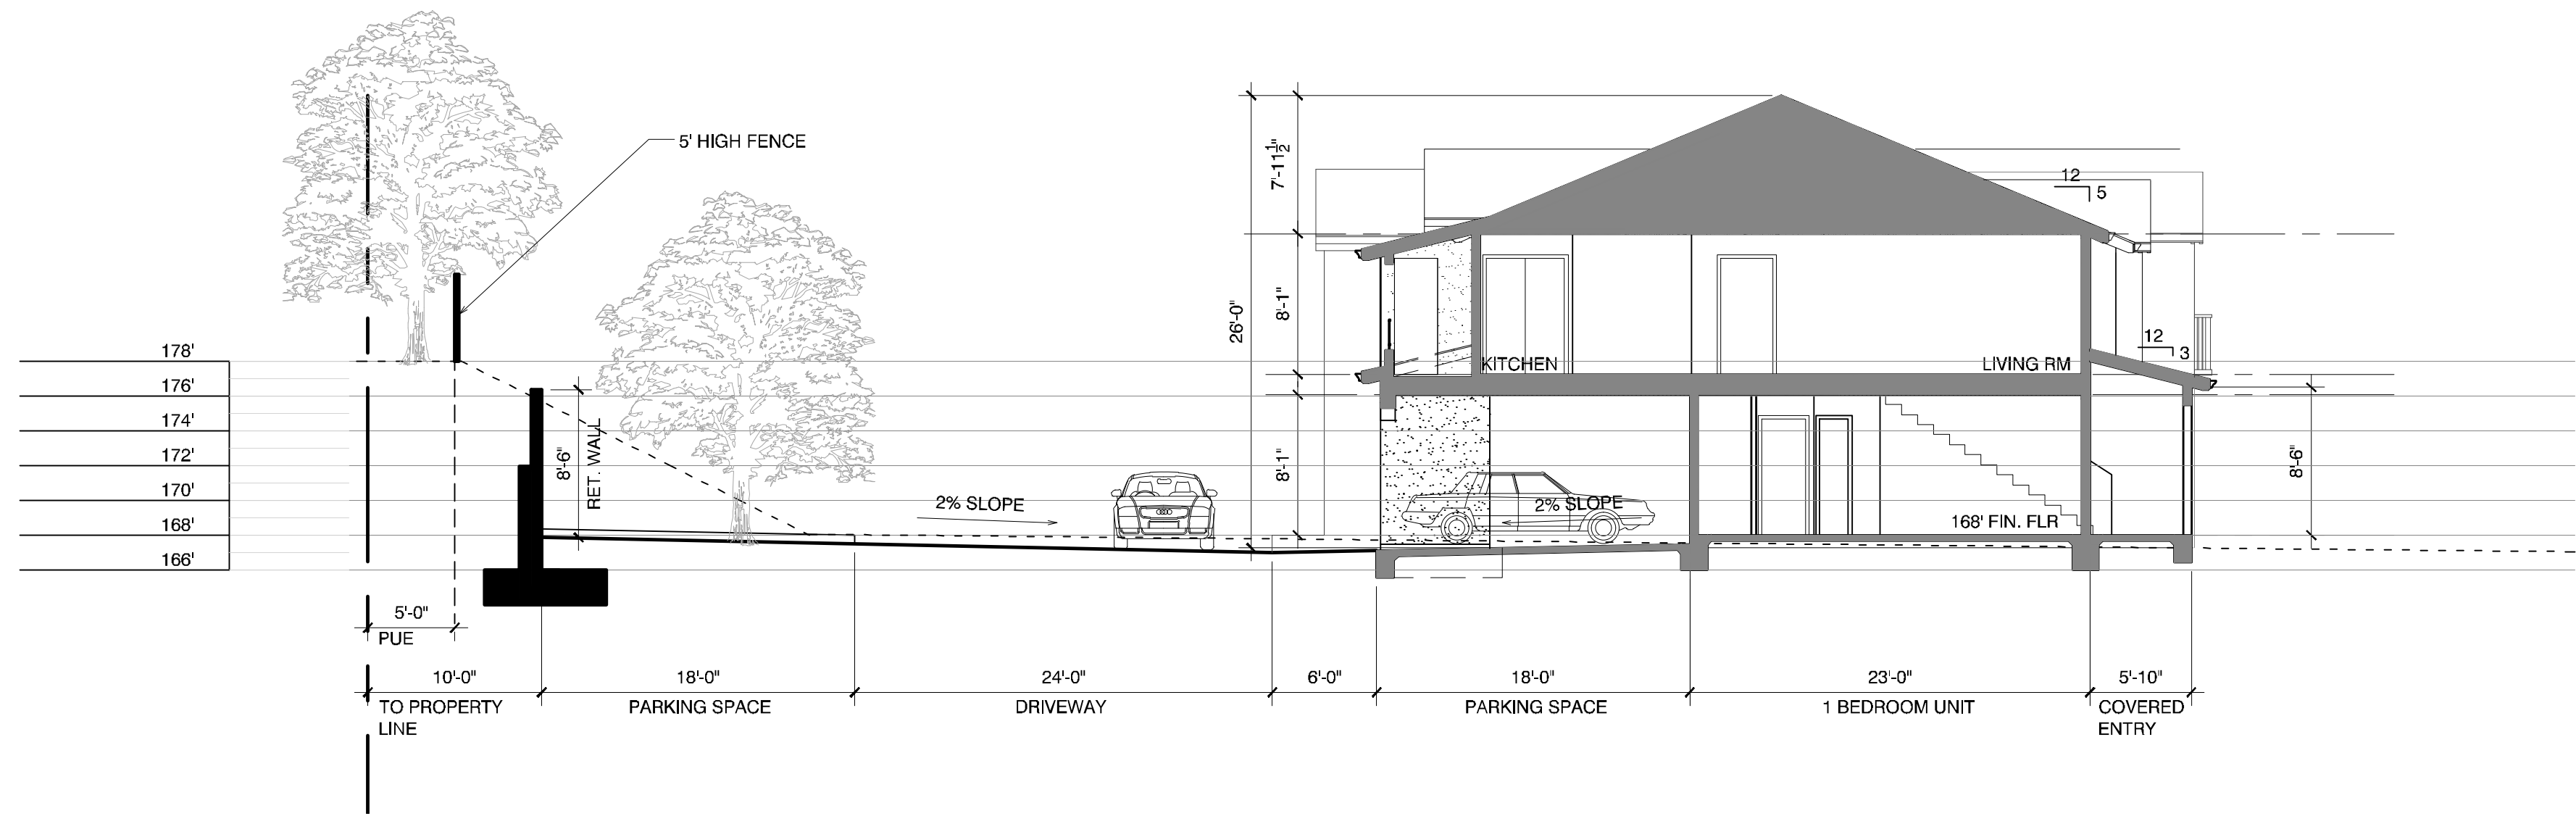 5' HIGH FENCE
7'-11 1/2"
12
5
26'-0"
8'-1"
12
3
178'
KITCHEN
LIVING RM
176'
174'
172'
8'-6"
RET. WALL
8'-1"
8'-6"
170'
2% SLOPE
2% SLOPE
168'
168' FIN. FLR
166'
5'-0"
PUE
10'-0"
18'-0"
24'-0"
6'-0"
18'-0"
23'-0"
5'-10"
TO PROPERTY
LINE
PARKING SPACE
DRIVEWAY
PARKING SPACE
1 BEDROOM UNIT
COVERED
ENTRY